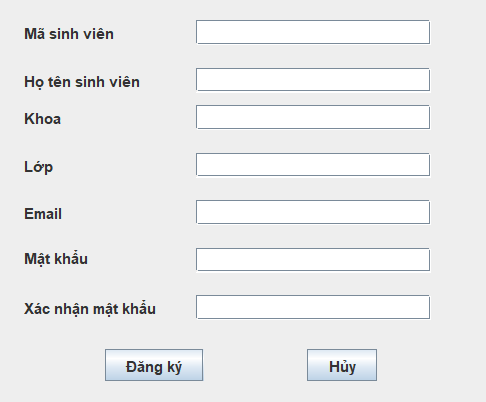 Mã sinh viên
Họ tên sinh viên
Khoa
Lớp
Email
Mật khẩu
Xác nhận mật khẩu
Đăng ký Hủy